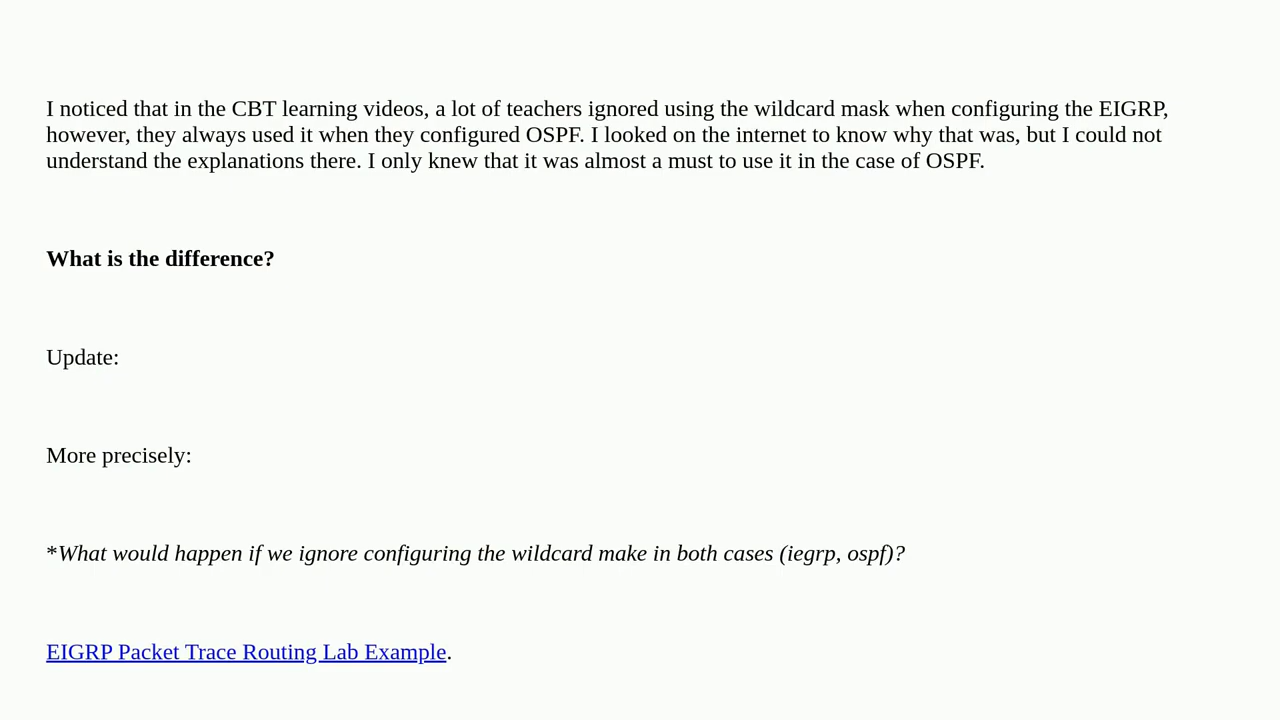 I noticed that in the CBT learning videos, a lot of teachers ignored using the wildcard mask when configuring the EIGRP,
however, they always used it when they configured OSPF. I looked on the internet to know why that was, but I could not
understand the explanations there. I only knew that it was almost a must to use it in the case of OSPF.
What is the difference?
Update:
More precisely:
*What would happen if we ignore configuring the wildcard make in both cases (iegrp, ospf)?
EIGRP Packet Trace Routing Lab Example.